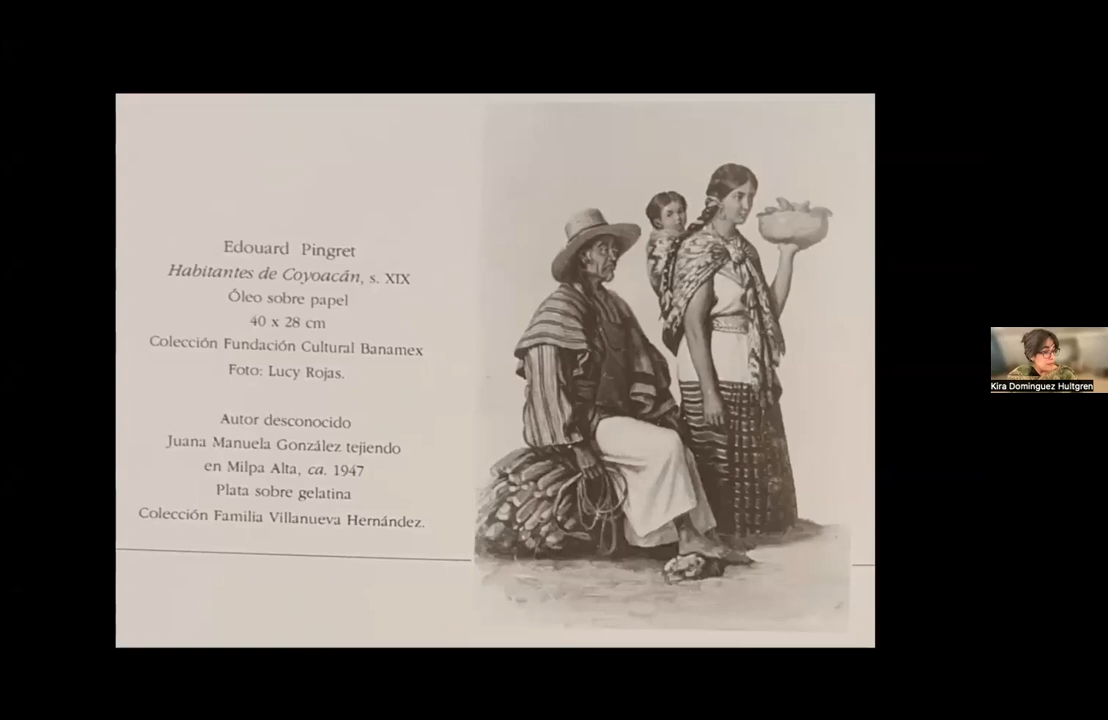 Edouard Pingret
Habitantes de Coyoacán, s. XIX
Óleo sobre papel
40 x 28 cm
Colección Fundación Cultural Banamex
Foto: Lucy Rojas.
Autor desconocido
Juana Manuela González tejiendo
en Milpa Alta, ca. 1947
Plata sobre gelatina
Colección Familia Villanueva Hernández.
Kira Dominguez Hultgren